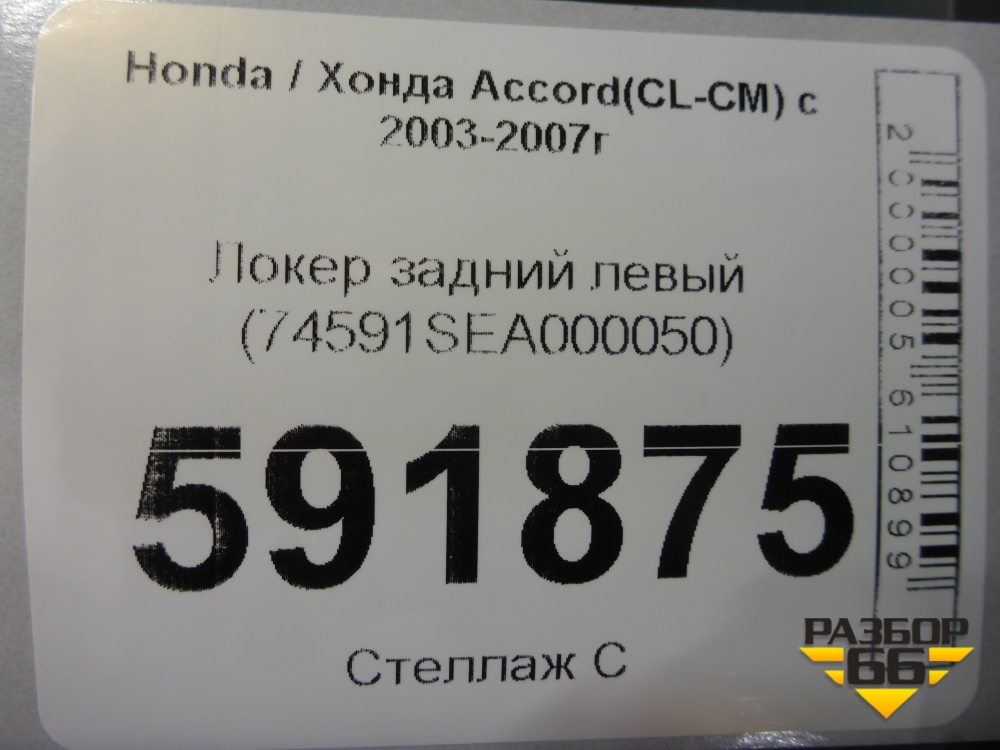 Honda / Хонда Accord(CL-CM) с
2003-2007г
Локер задний левый
(74591SEA000050)
591875
Стеллаж С
2000005610899
РАЗБОР
66